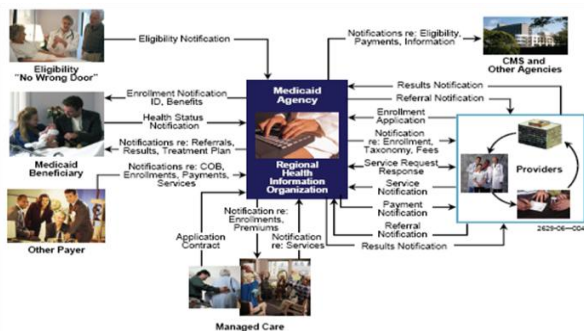 Eligibility Notification
Eligibility
"No Wrong Door"
Notifications re: Eligibility,
Payments, Information
CMS and
Other Agencies
Medicaid
Agency
Regional
Health
Information
Organization
Enrollment Notification
ID, Benefits
Health Status
Notification
Notifications re: Referrals,
Results, Treatment Plan
Medicaid
Beneficiary
Notifications re: COB,
Enrollments, Payments,
Services
Other Payer
Results Notification
Referral Notification
Enrollment
Application
Notification
re: Enrollment,
Taxonomy, Fees
Service Request
Response
Service
Notification
Payment
Notification
Referral
Notification
Results Notification
Providers
2629-06-004
Application
Contract
Notification re:
Enrollments,
Premiums
Notification
re: Services
Managed Care